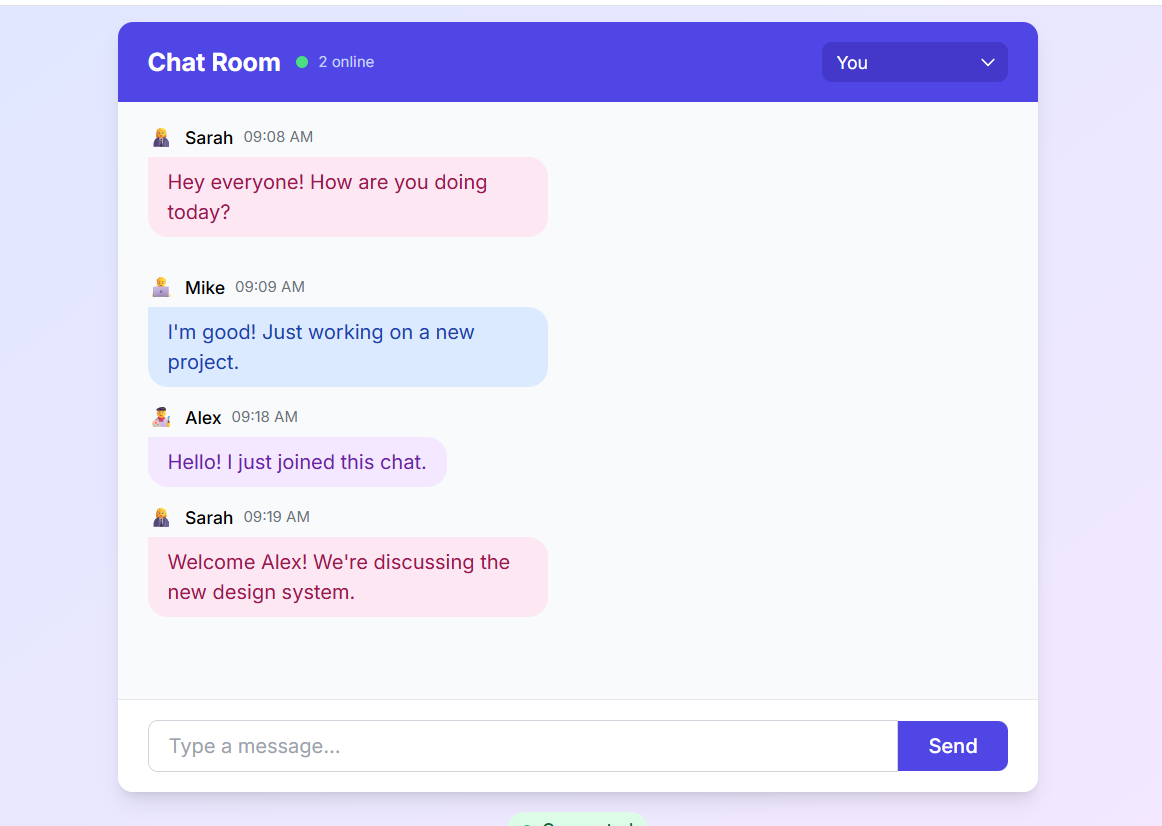 Chat Room 2 online You
Sarah 09:08 AM
Hey everyone! How are you doing
today?
Mike 09:09 AM
I'm good! Just working on a new
project.
Alex 09:18 AM
Hello! I just joined this chat.
Sarah 09:19 AM
Welcome Alex! We're discussing the
new design system.
Type a message...
Send